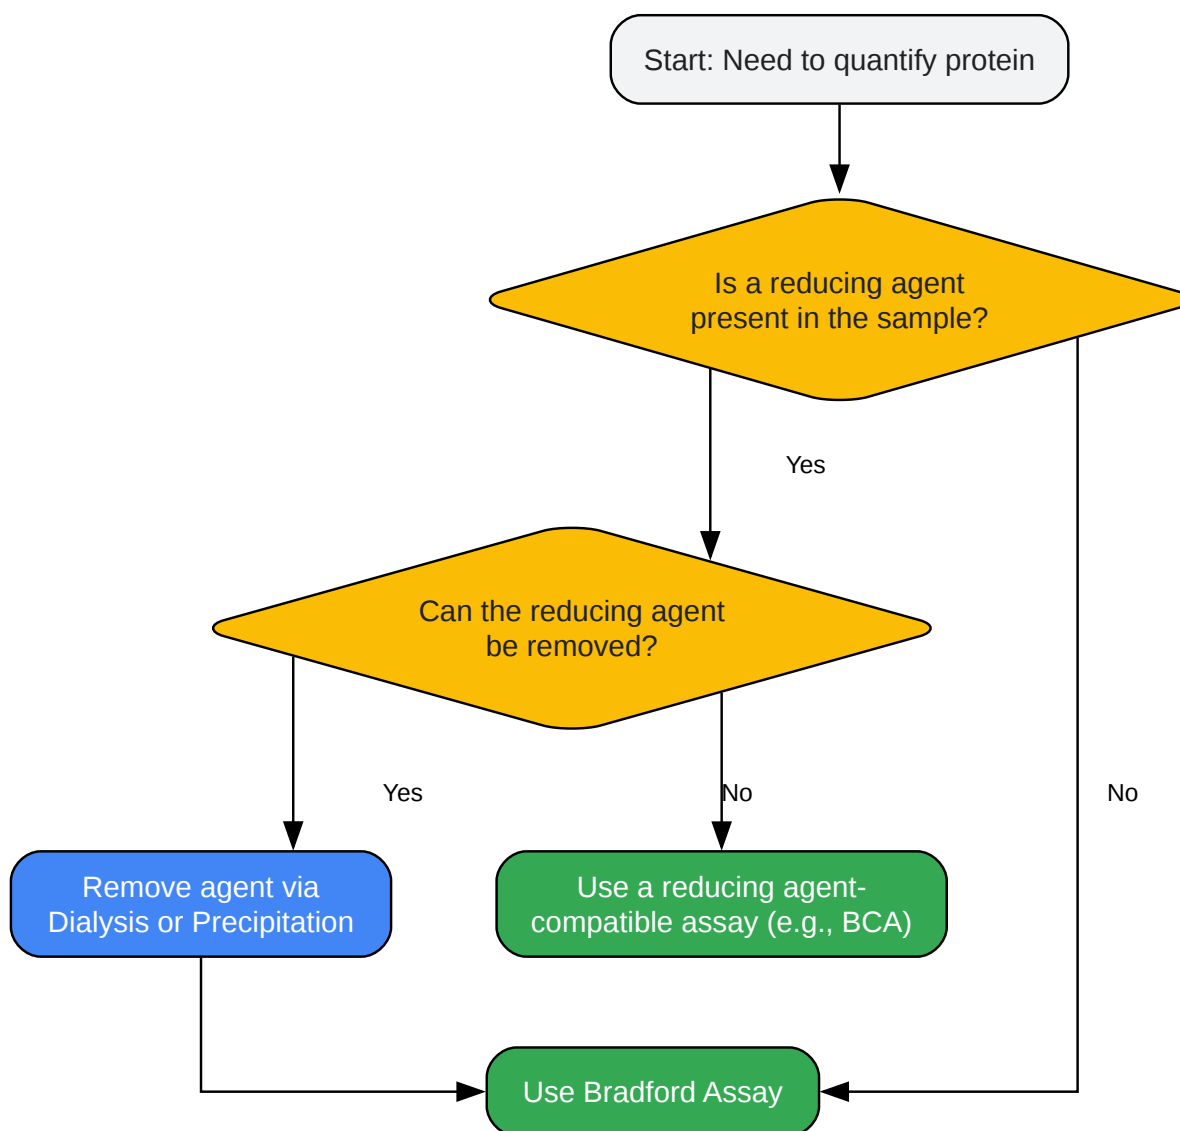 Start: Need to quantify protein
Is a reducing agent
present in the sample?
Yes
Can the reducing agent
be removed?
Yes
No
No
Remove agent via
Dialysis or Precipitation
Use a reducing agent-
compatible assay (e.g., BCA)
Use Bradford Assay